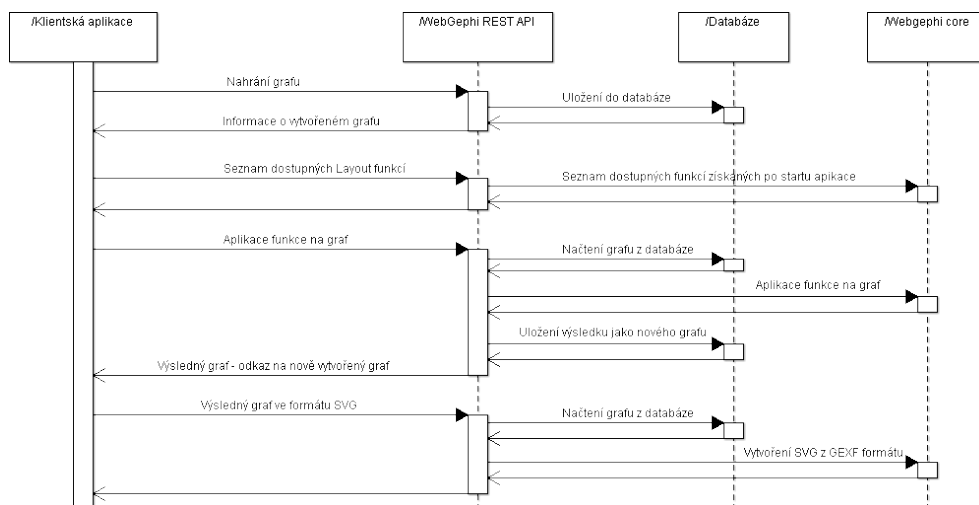 /Klientská aplikace
/WebGephi REST API
/Databáze
/Webgephi core
Nahrání grafu
Uložení do databáze
Informace o vytvořeném grafu
Seznam dostupných Layout funkcí
Seznam dostupných funkcí získaných po startu apikace
Aplikace funkce na graf
Načtení grafu z databáze
Aplikace funkce na graf
Uložení výsledku jako nového grafu
Výsledný graf - odkaz na nově vytvořený graf
Výsledný graf ve formátu SVG
Načtení grafu z databáze
Vytvoření SVG z GEXF formátu